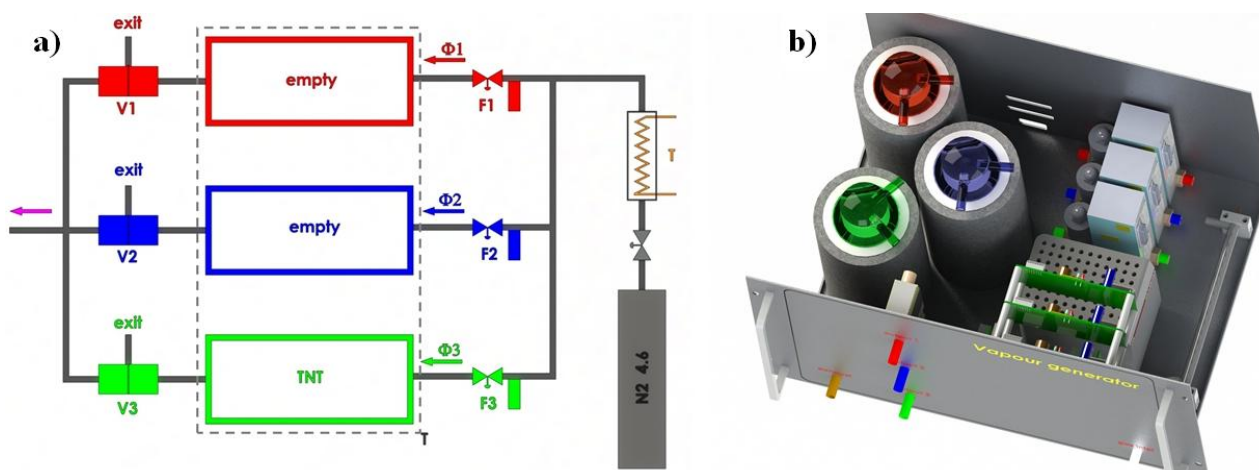 a)
exit
V1
empty
Φ1
F1
exit
V2
empty
Φ2
F2
exit
V3
TNT
Φ3
F3
T
T
N2 4.6
b)
Vapour generator